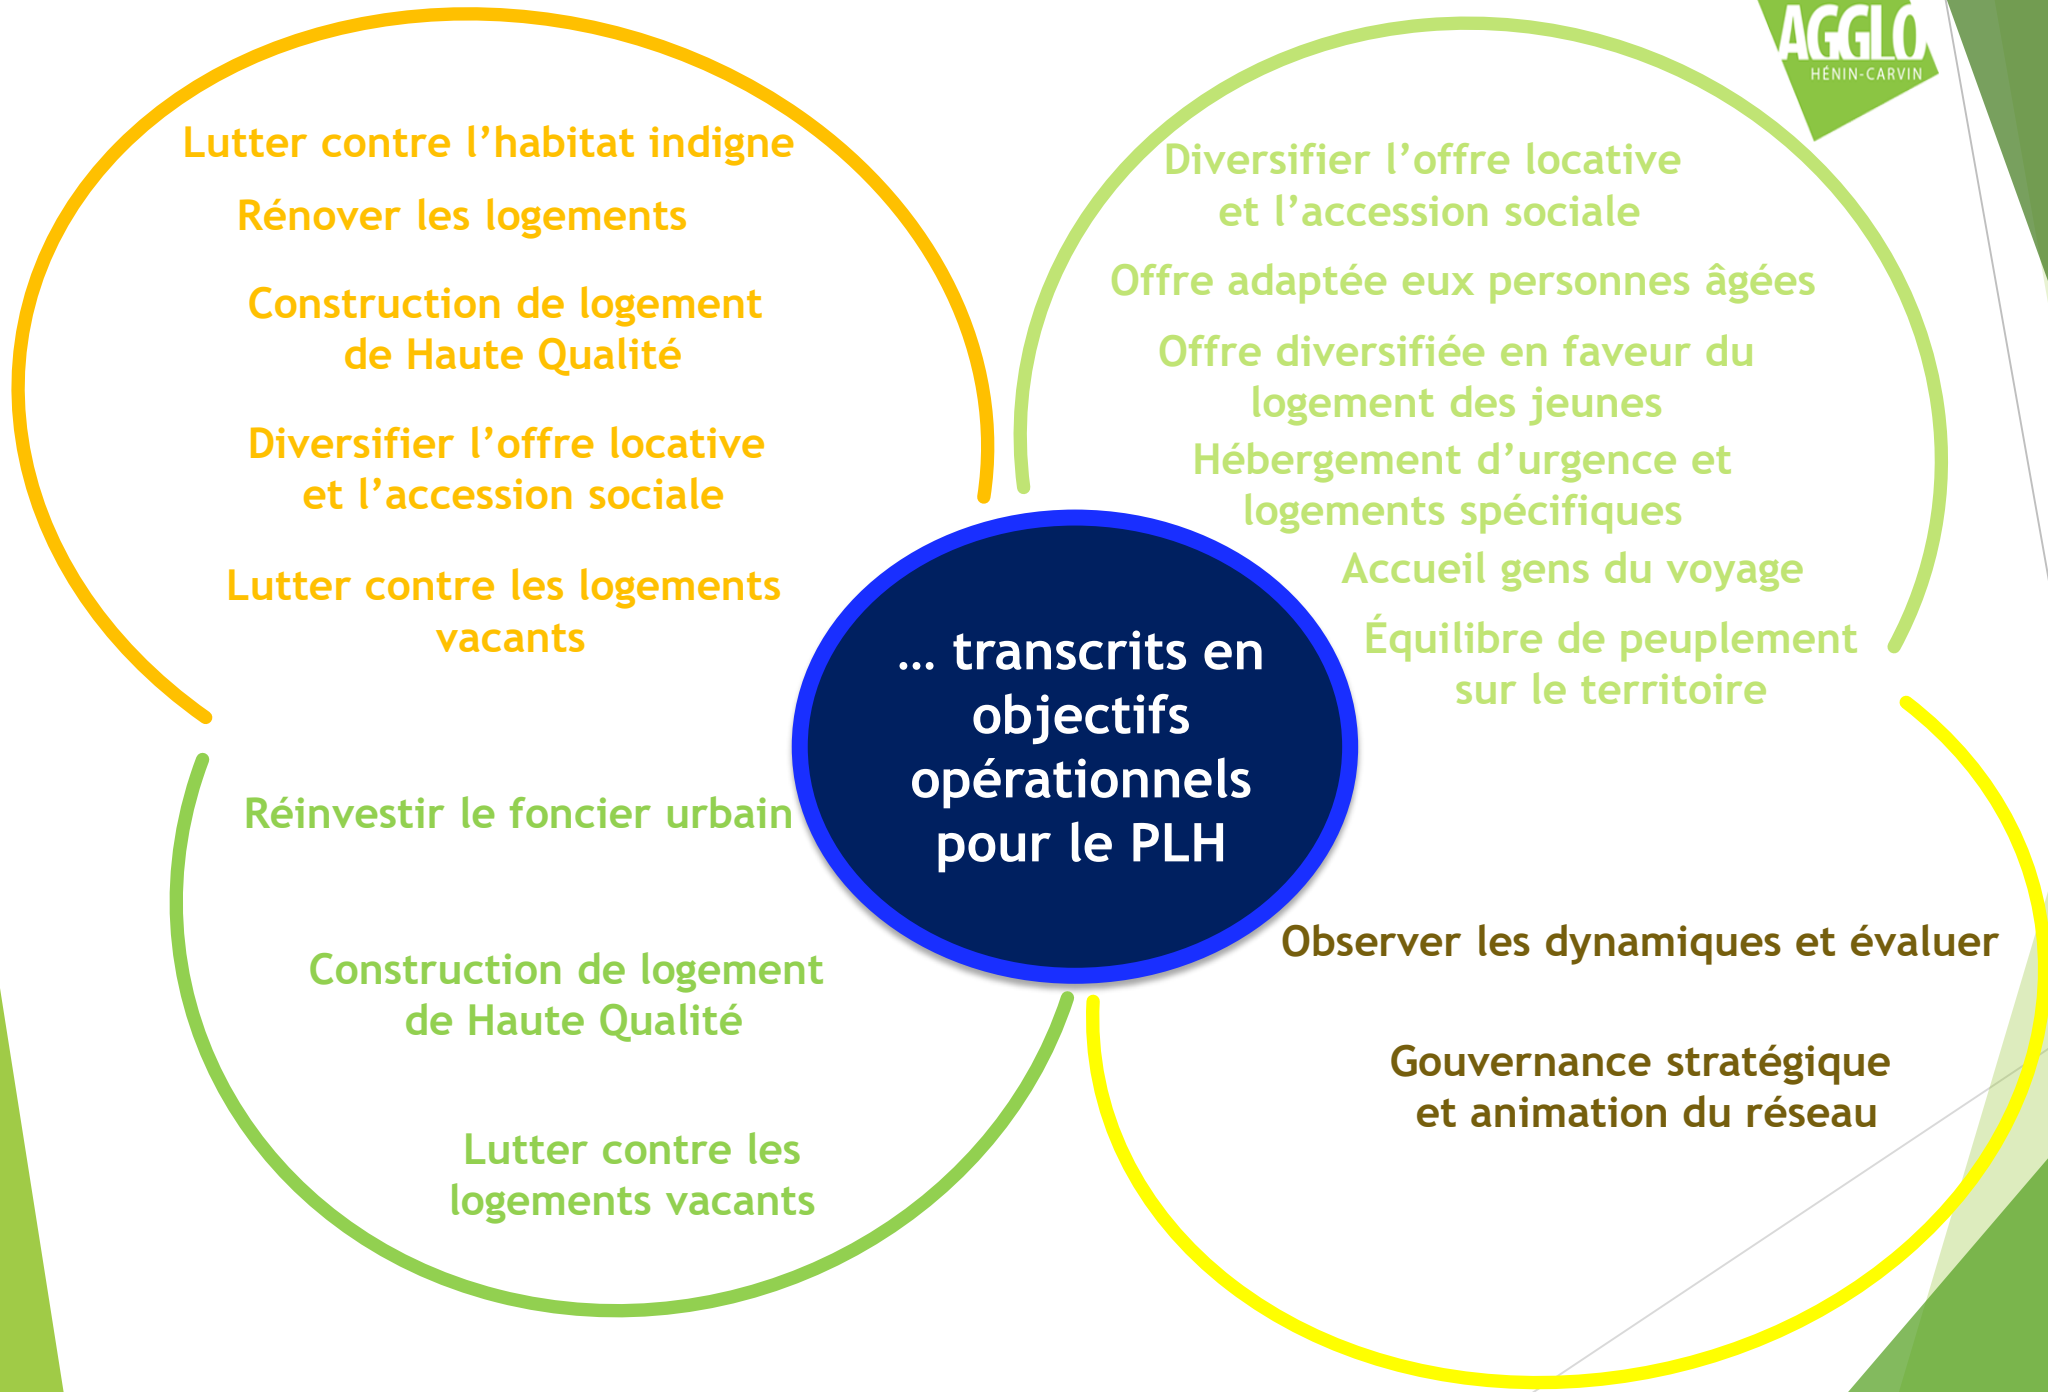 AGGLO
HÉNIN-CARVIN
Lutter contre l’habitat indigne
Rénover les logements
Construction de logement
de Haute Qualité
Diversifier l’offre locative
et l’accession sociale
Lutter contre les logements
vacants
Diversifier l’offre locative
et l’accession sociale
Offre adaptée eux personnes âgées
Offre diversifiée en faveur du
logement des jeunes
Hébergement d’urgence et
logements spécifiques
Accueil gens du voyage
Équilibre de peuplement
sur le territoire
… transcrits en
objectifs
opérationnels
pour le PLH
Réinvestir le foncier urbain
Construction de logement
de Haute Qualité
Lutter contre les
logements vacants
Observer les dynamiques et évaluer
Gouvernance stratégique
et animation du réseau